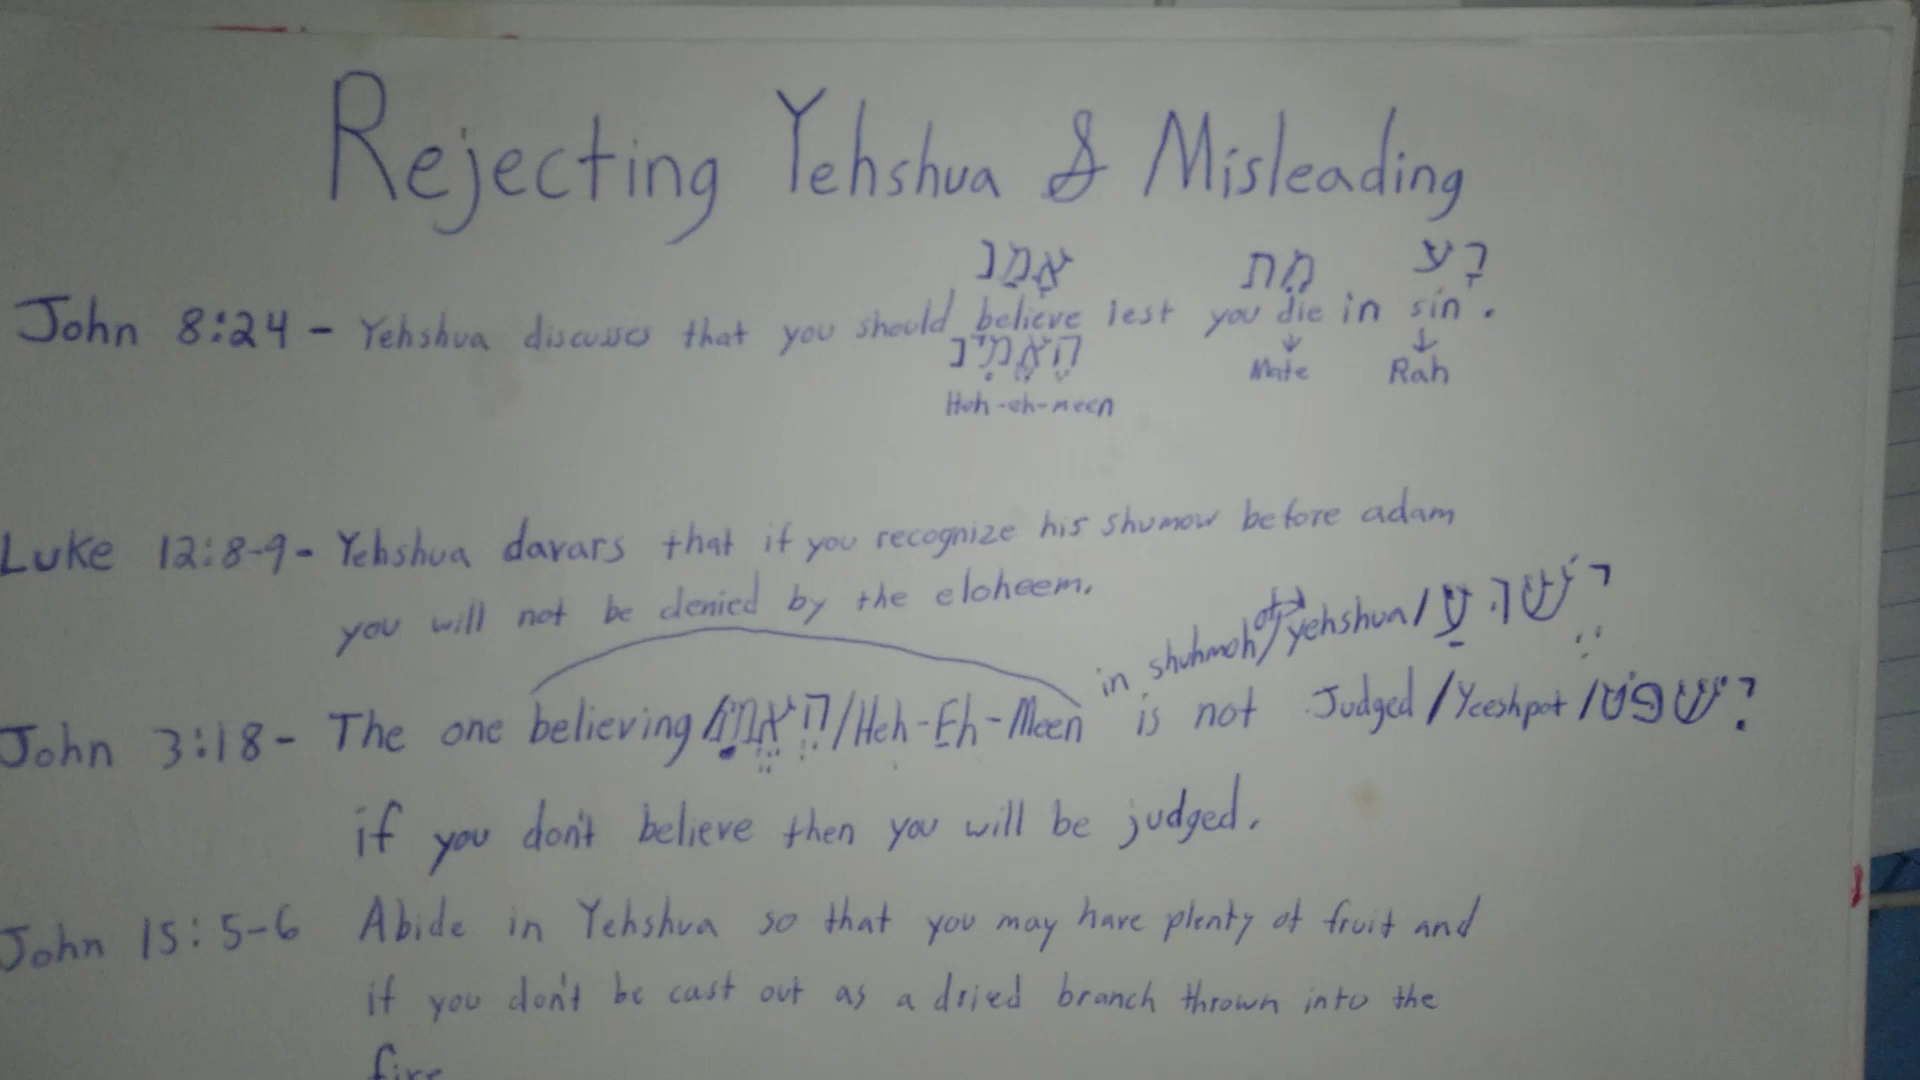 Rejecting Yehshua & Misleading
אָמַנ מֵת רָע
John 8:24 - Yehshua discusses that you should believe lest you die in sin.
הֶאֱמִינ Mate Rah
Heh-eh-meen
Luke 12:8-9- Yehshua davars that if you recognize his shumow before adam
you will not be denied by the eloheem.
in shuhmoh of yehshua/
John 3:18- The one believing / /Heh-Eh-Meen is not Judged/Yeeshpot/
if you don't believe then you will be judged.
John 15:5-6 Abide in Yehshua so that you may have plenty of fruit and
if you don't be cast out as a dried branch thrown into the
fire